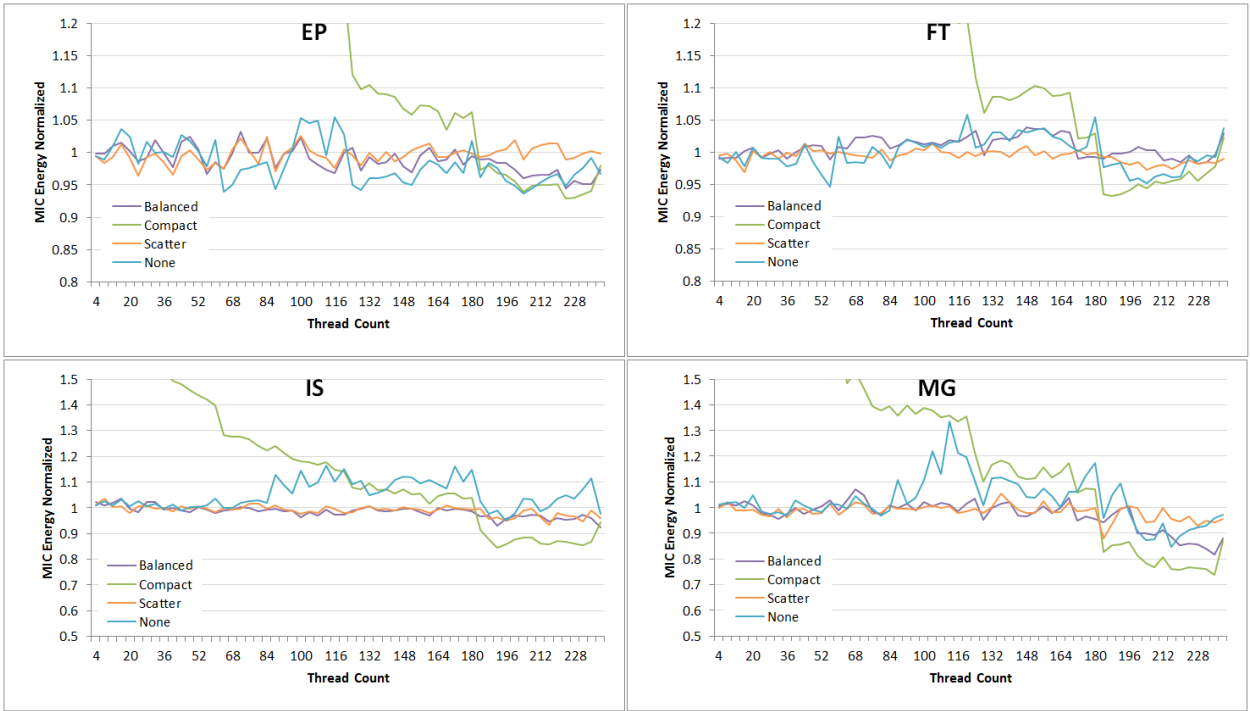 EP
MIC Energy Normalized
1.2
1.15
1.1
1.05
1
0.95
0.9
0.85
0.8
Balanced
Compact
Scatter
None
4 20 36 52 68 84 100 116 132 148 164 180 196 212 228
Thread Count
FT
MIC Energy Normalized
1.2
1.15
1.1
1.05
1
0.95
0.9
0.85
0.8
Balanced
Compact
Scatter
None
4 20 36 52 68 84 100 116 132 148 164 180 196 212 228
Thread Count
IS
MIC Energy Normalized
1.5
1.4
1.3
1.2
1.1
1
0.9
0.8
0.7
0.6
0.5
Balanced
Compact
Scatter
None
4 20 36 52 68 84 100 116 132 148 164 180 196 212 228
Thread Count
MG
MIC Energy Normalized
1.5
1.4
1.3
1.2
1.1
1
0.9
0.8
0.7
0.6
0.5
Balanced
Compact
Scatter
None
4 20 36 52 68 84 100 116 132 148 164 180 196 212 228
Thread Count